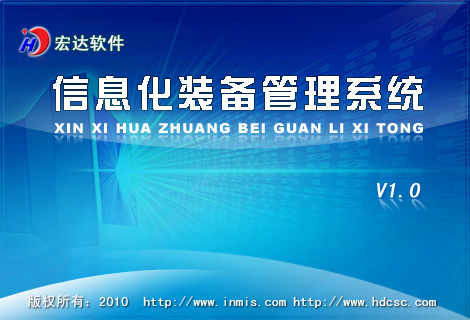 宏达软件
信息化装备管理系统
XIN XI HUA ZHUANG BEI GUAN LI XI TONG
V1.0
版权所有：2010 http://www.inmis.com http://www.hdcsc.com